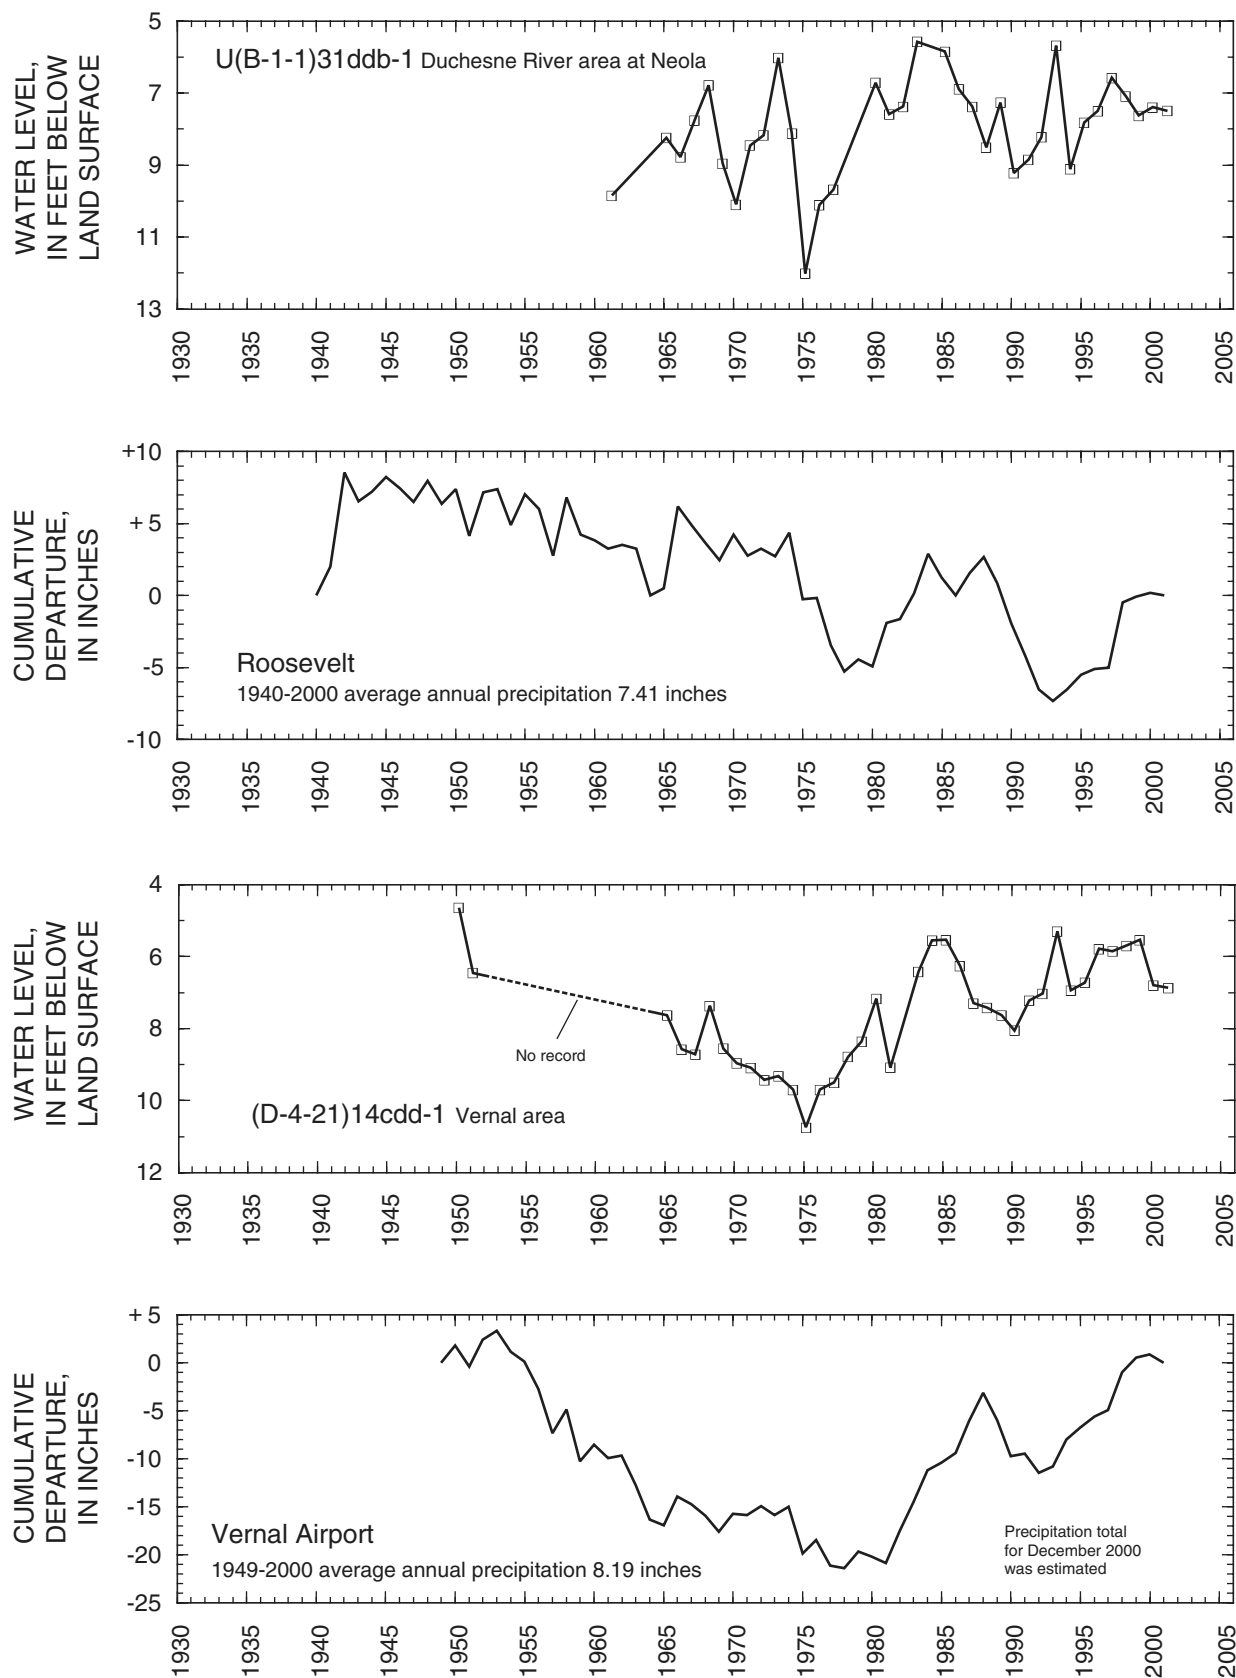 WATER LEVEL,
IN FEET BELOW
LAND SURFACE
5
7
9
11
13
U(B-1-1)31ddb-1 Duchesne River area at Neola
1930 1935 1940 1945 1950 1955 1960 1965 1970 1975 1980 1985 1990 1995 2000 2005
CUMULATIVE
DEPARTURE,
IN INCHES
+10
+5
0
-5
-10
Roosevelt
1940-2000 average annual precipitation 7.41 inches
1930 1935 1940 1945 1950 1955 1960 1965 1970 1975 1980 1985 1990 1995 2000 2005
WATER LEVEL,
IN FEET BELOW
LAND SURFACE
4
6
8
10
12
No record
(D-4-21)14cdd-1 Vernal area
1930 1935 1940 1945 1950 1955 1960 1965 1970 1975 1980 1985 1990 1995 2000 2005
CUMULATIVE
DEPARTURE,
IN INCHES
+5
0
-5
-10
-15
-20
-25
Vernal Airport
1949-2000 average annual precipitation 8.19 inches
Precipitation total
for December 2000
was estimated
1930 1935 1940 1945 1950 1955 1960 1965 1970 1975 1980 1985 1990 1995 2000 2005